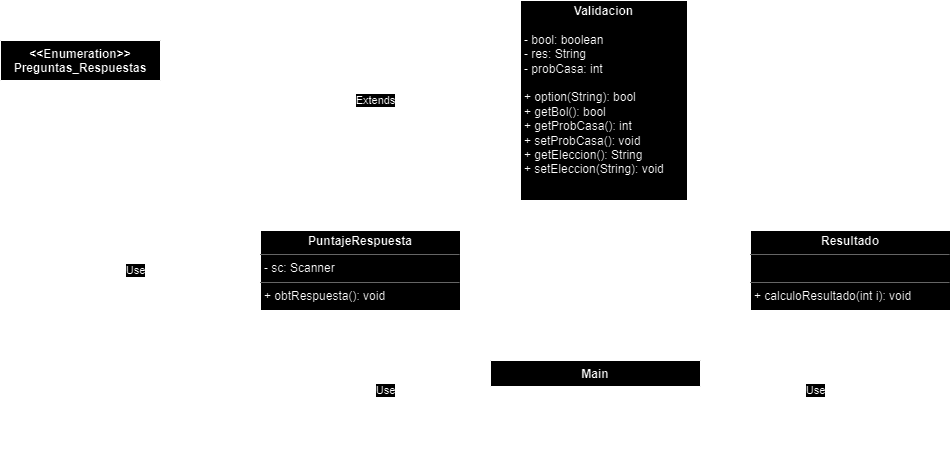 Validacion
- bool: boolean
- res: String
- probCasa: int
+ option(String): bool
+ getBol(): bool
+ getProbCasa(): int
+ setProbCasa(): void
+ getEleccion(): String
+ setEleccion(String): void
<<Enumeration>>
Preguntas_Respuestas
Extends
PuntajeRespuesta
- sc: Scanner
+ obtRespuesta(): void
Resultado
+ calculoResultado(int i): void
Use
Main
Use
Use